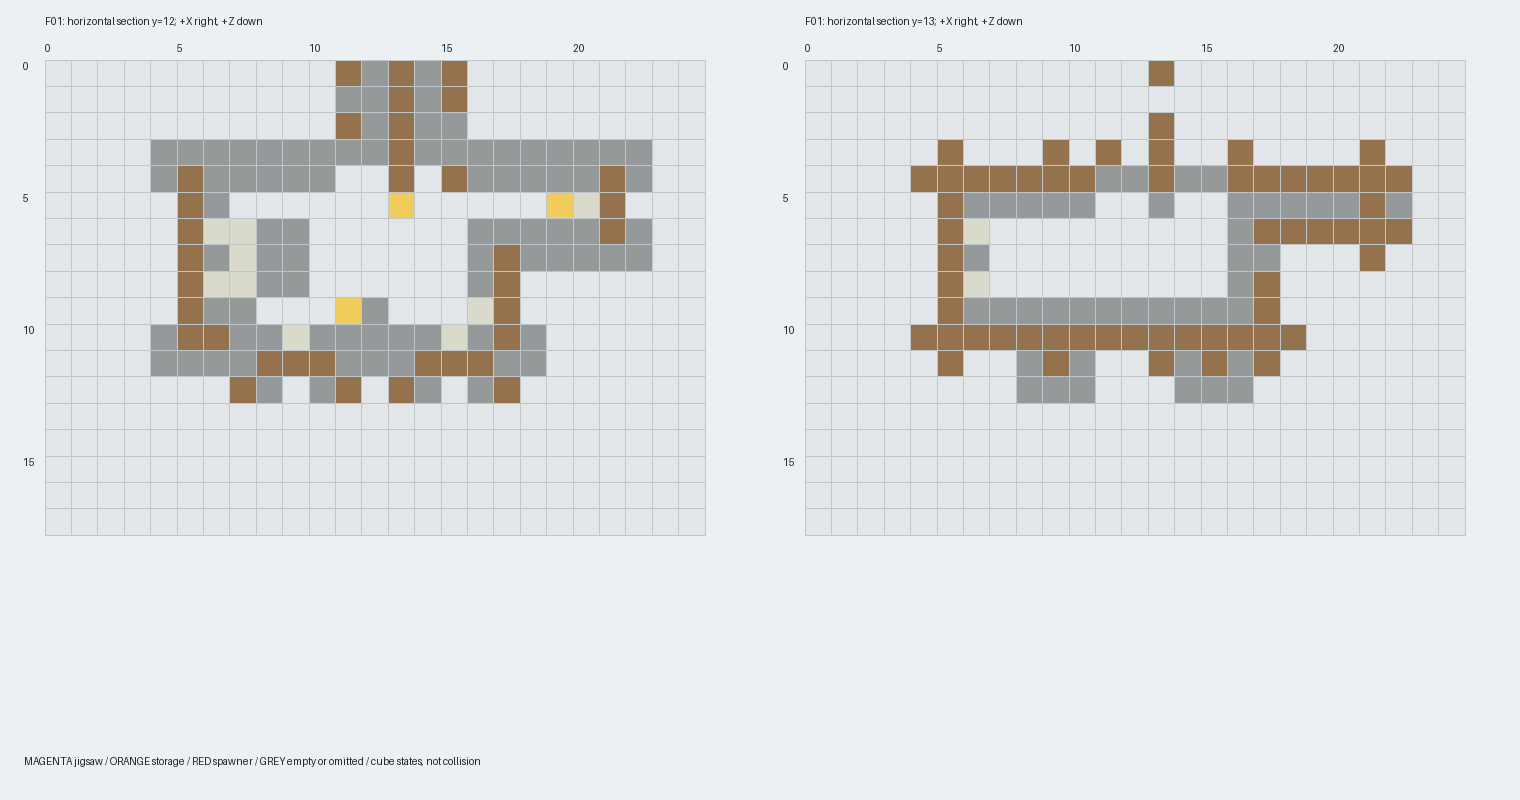 F01: horizontal section y=12; +X right, +Z down
F01: horizontal section y=13; +X right, +Z down
0 5 10 15 20
0 5 10 15 20
0
5
10
15
0
5
10
15
MAGENTA jigsaw / ORANGE storage / RED spawner / GREY empty or omitted / cube states, not collision